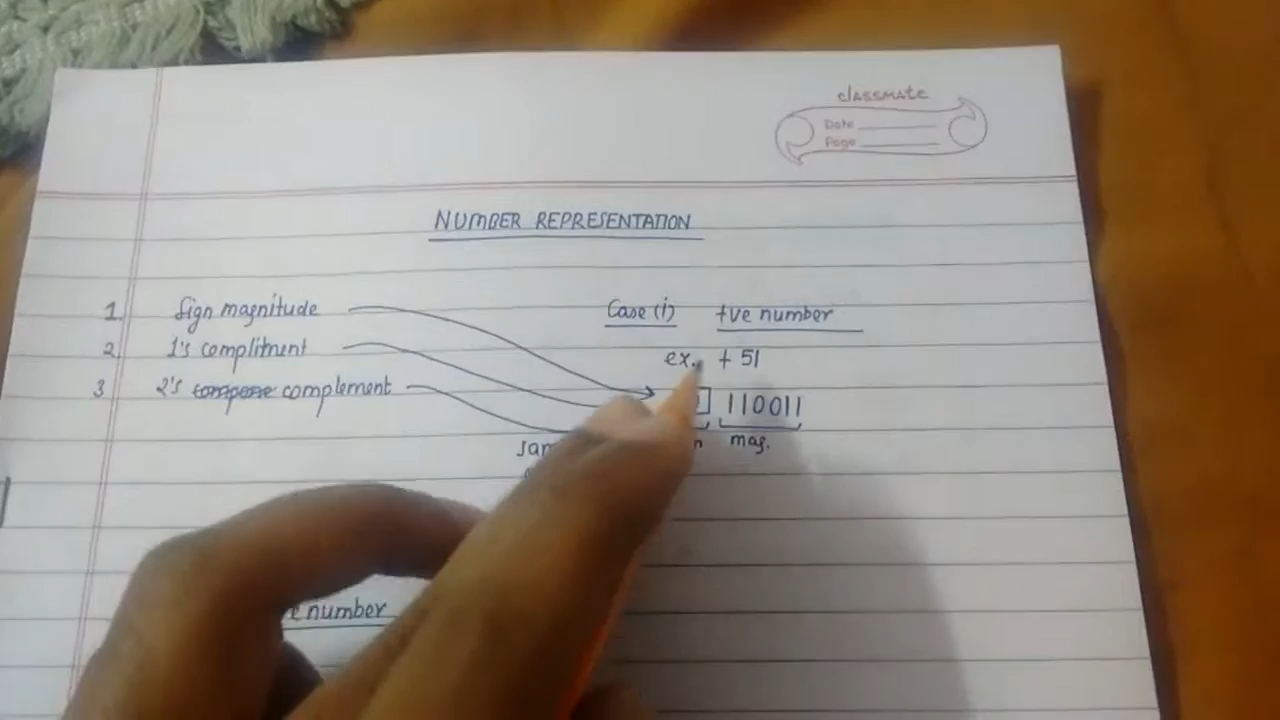 classmate
Date
Page
NUMBER REPRESENTATION
1. Sign magnitude
2. 1's compliment
3 2's compone complement
Case (i) +ve number
ex. + 51
110011
mag.
number